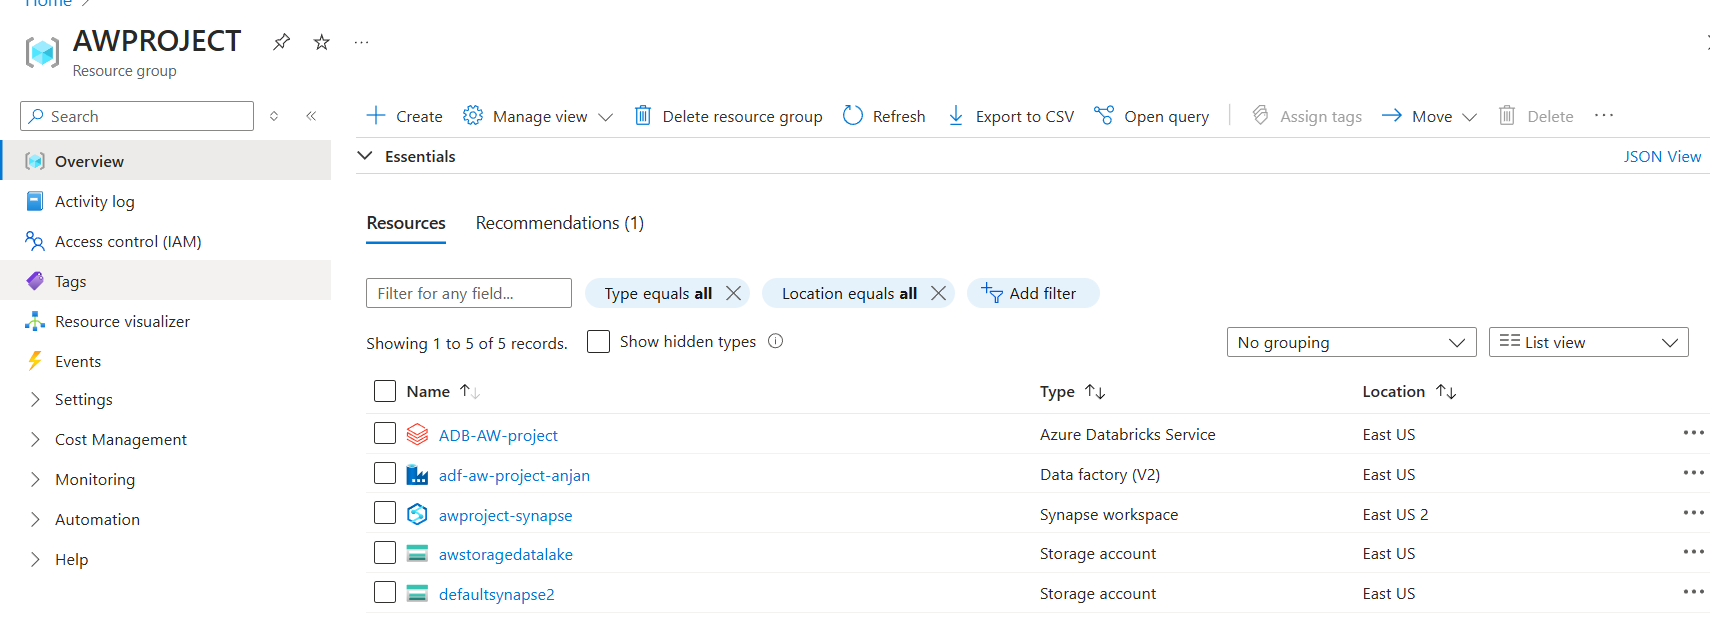 Home
AWPROJECT
Resource group
Search
Create Manage view Delete resource group Refresh Export to CSV Open query Assign tags Move Delete
Overview
Essentials JSON View
Activity log
Access control (IAM)
Tags
Resource visualizer
Events
Settings
Cost Management
Monitoring
Automation
Help
Resources Recommendations (1)
Filter for any field... Type equals all Location equals all Add filter
Showing 1 to 5 of 5 records. Show hidden types No grouping List view
Name Type Location
ADB-AW-project Azure Databricks Service East US
adf-aw-project-anjan Data factory (V2) East US
awproject-synapse Synapse workspace East US 2
awstoragedatalake Storage account East US
defaultsynapse2 Storage account East US